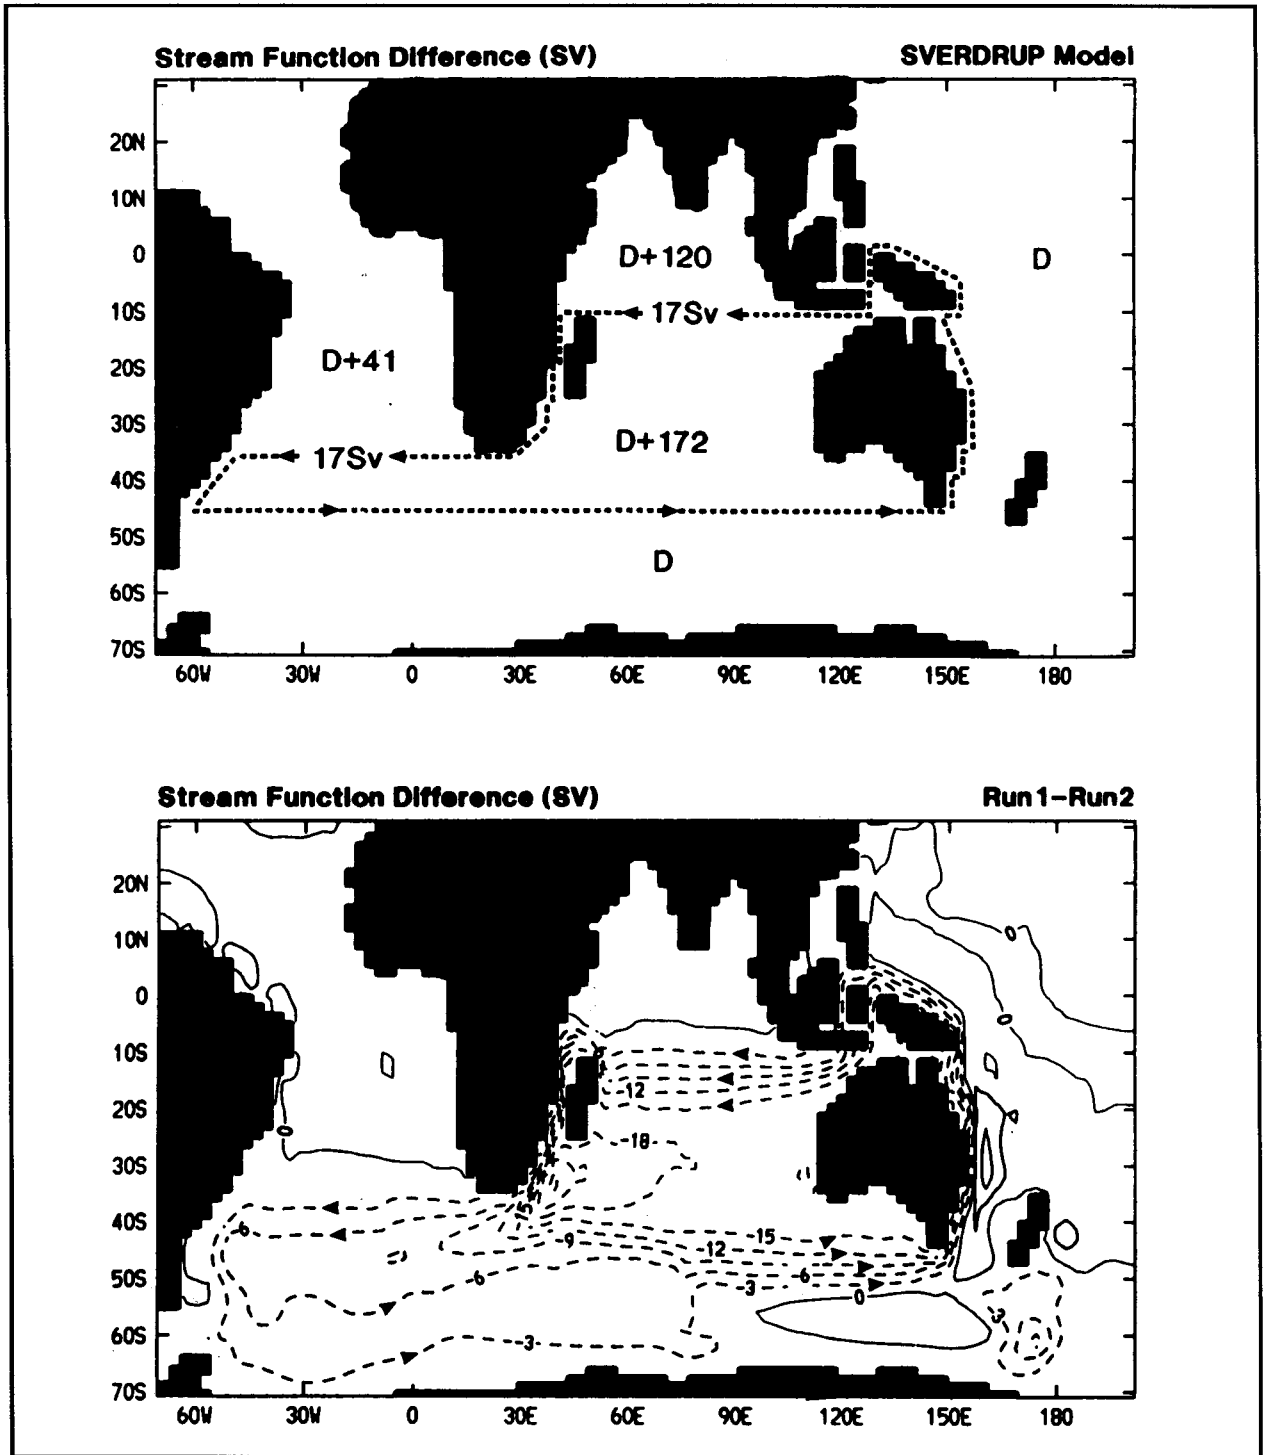 Stream Function Difference (SV) SVERDRUP Model
20N
10N
0
10S
20S
30S
40S
50S
60S
70S
D+120
D
17Sv
D+41
D+172
17Sv
D
60W 30W 0 30E 60E 90E 120E 150E 180
Stream Function Difference (SV) Run1-Run2
20N
10N
0
10S
20S
30S
40S
50S
60S
70S
0
0
12
0
18
15
6
15
9
12
6
6
3
0
3
3
60W 30W 0 30E 60E 90E 120E 150E 180